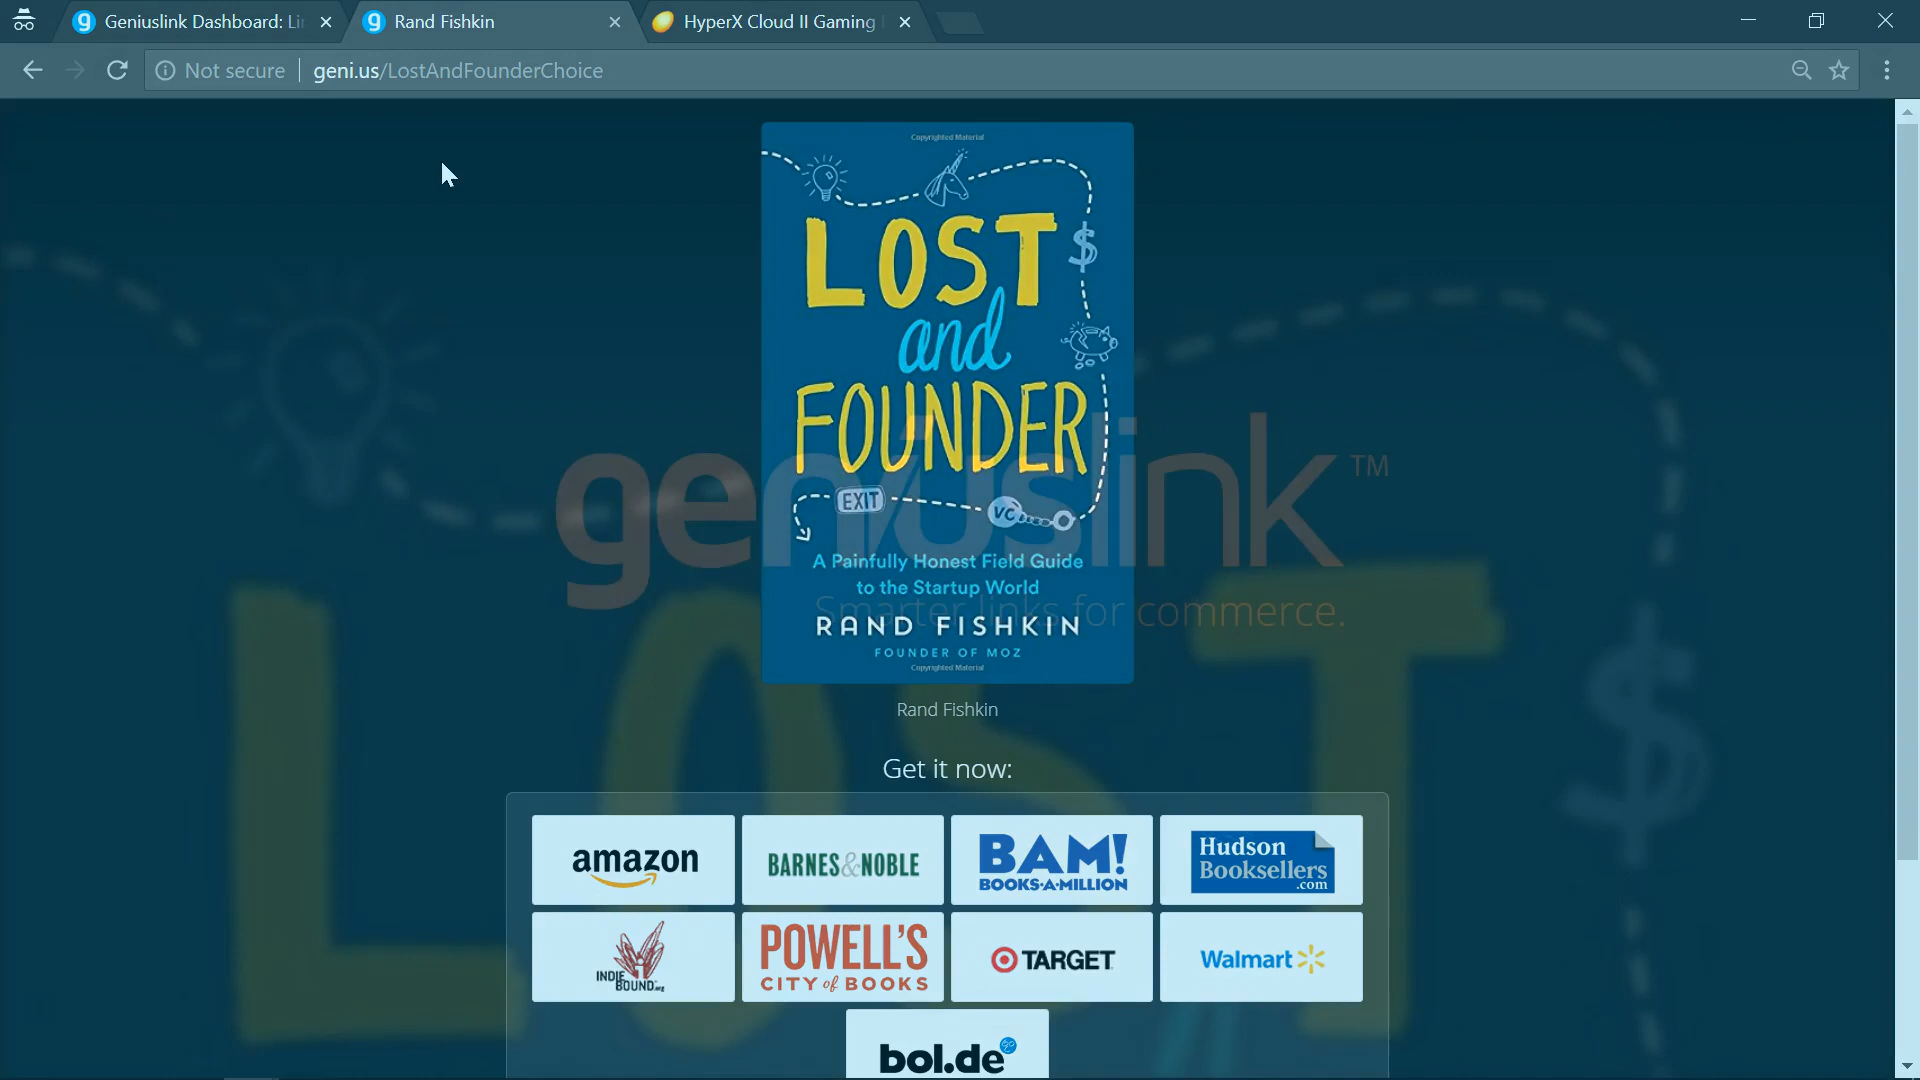 Geniuslink Dashboard: Li
Rand Fishkin
HyperX Cloud II Gaming
Not secure
geni.us/LostAndFounderChoice
Copyrighted Material
LOST
and
FOUNDER
EXIT
VC
A Painfully Honest Field Guide
to the Startup World
RAND FISHKIN
FOUNDER OF MOZ
Copyrighted Material
geniuslink™
Smarter links for commerce.
Rand Fishkin
Get it now:
amazon
BARNES&NOBLE
BAM!
BOOKS·A·MILLION
Hudson
Booksellers
.com
INDIE
BOUND.org
POWELL'S
CITY of BOOKS
TARGET
Walmart
bol.de
LOST
$